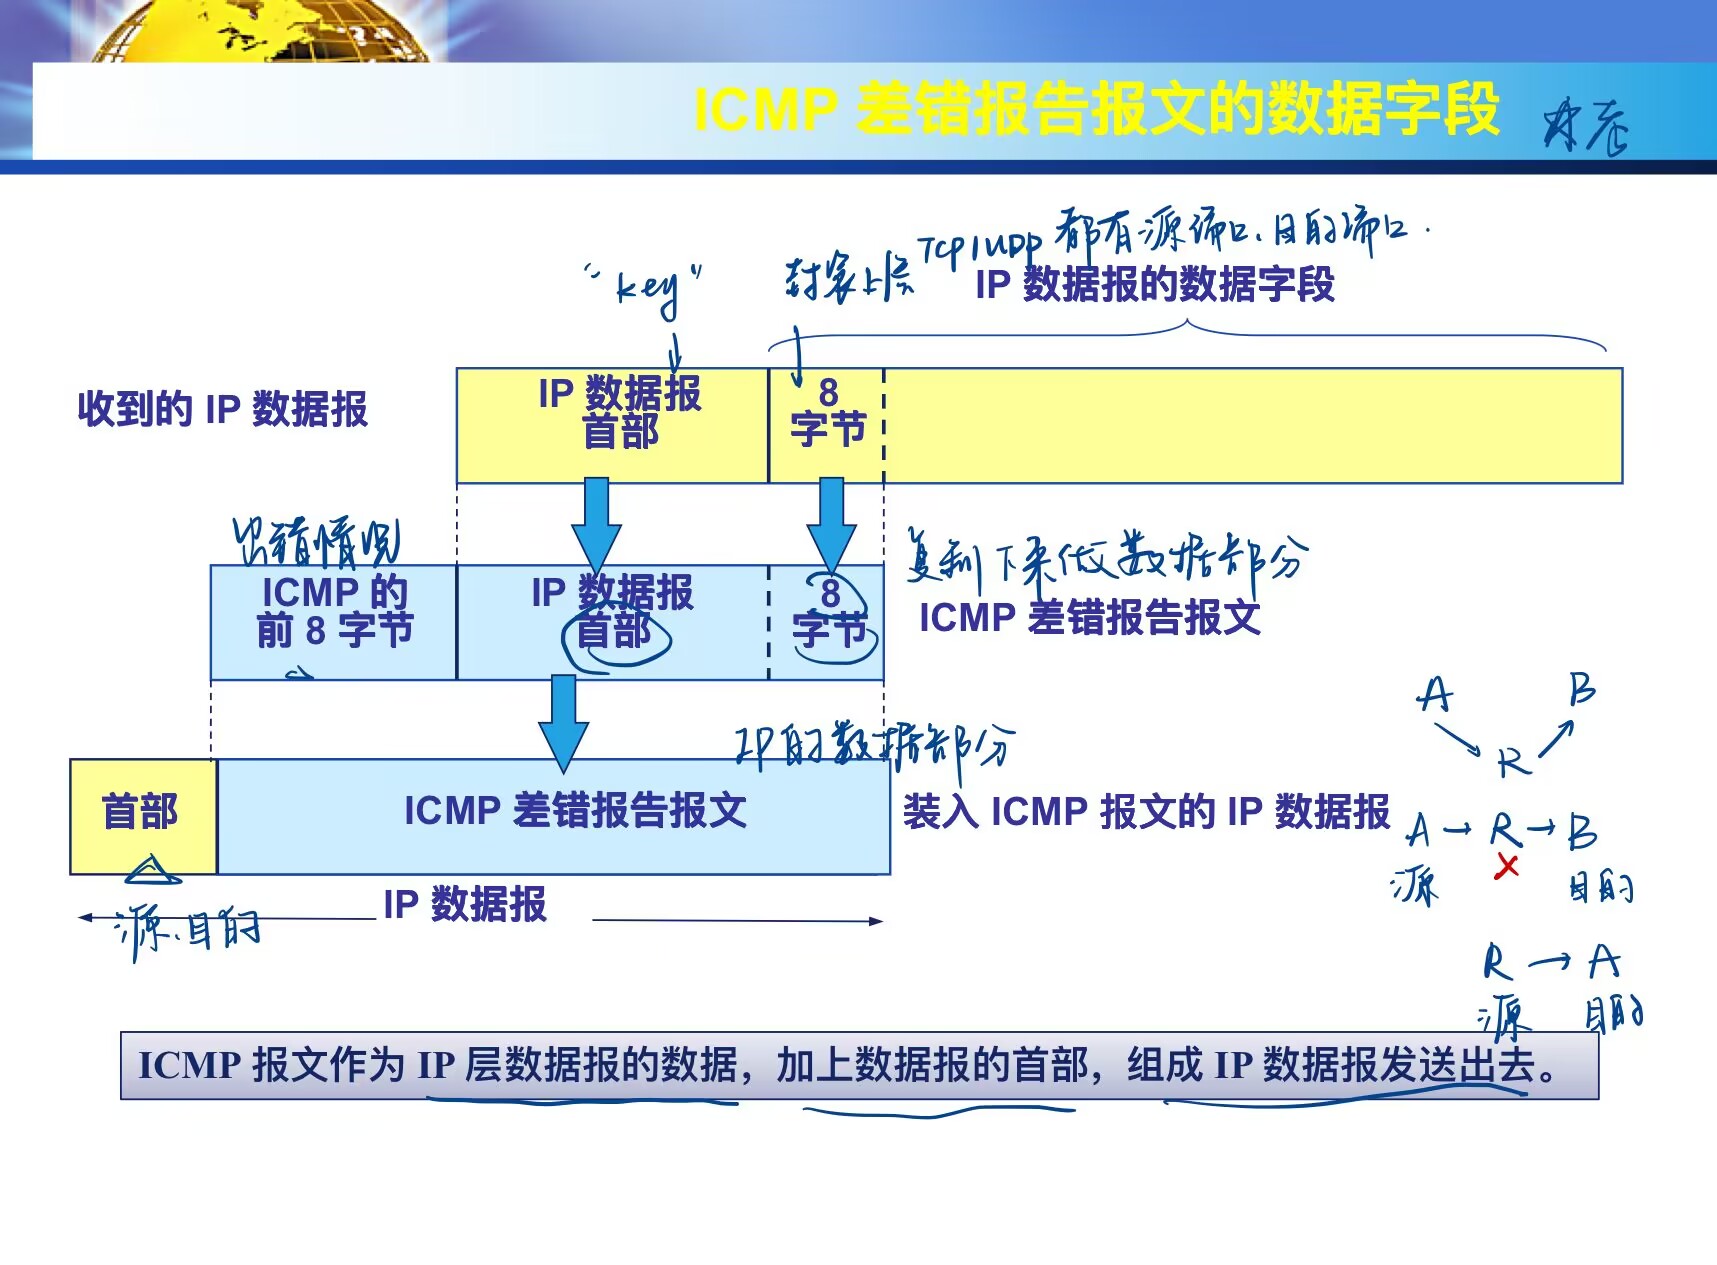 ICMP 差错报告报文的数据字段
TCP/UDP 都有源端口、目的端口.
"key"
封装上层
IP 数据报的数据字段
收到的 IP 数据报
IP 数据报
首部
8
字节
出错情况
复制下来做数据部分
ICMP 的
前 8 字节
IP 数据报
首部
8
字节
ICMP 差错报告报文
A B
R
IP的数据部分
首部
ICMP 差错报告报文
装入 ICMP 报文的 IP 数据报
A → R → B
源 × 目的
IP 数据报
源、目的
R → A
源 目的
ICMP 报文作为 IP 层数据报的数据，加上数据报的首部，组成 IP 数据报发送出去。